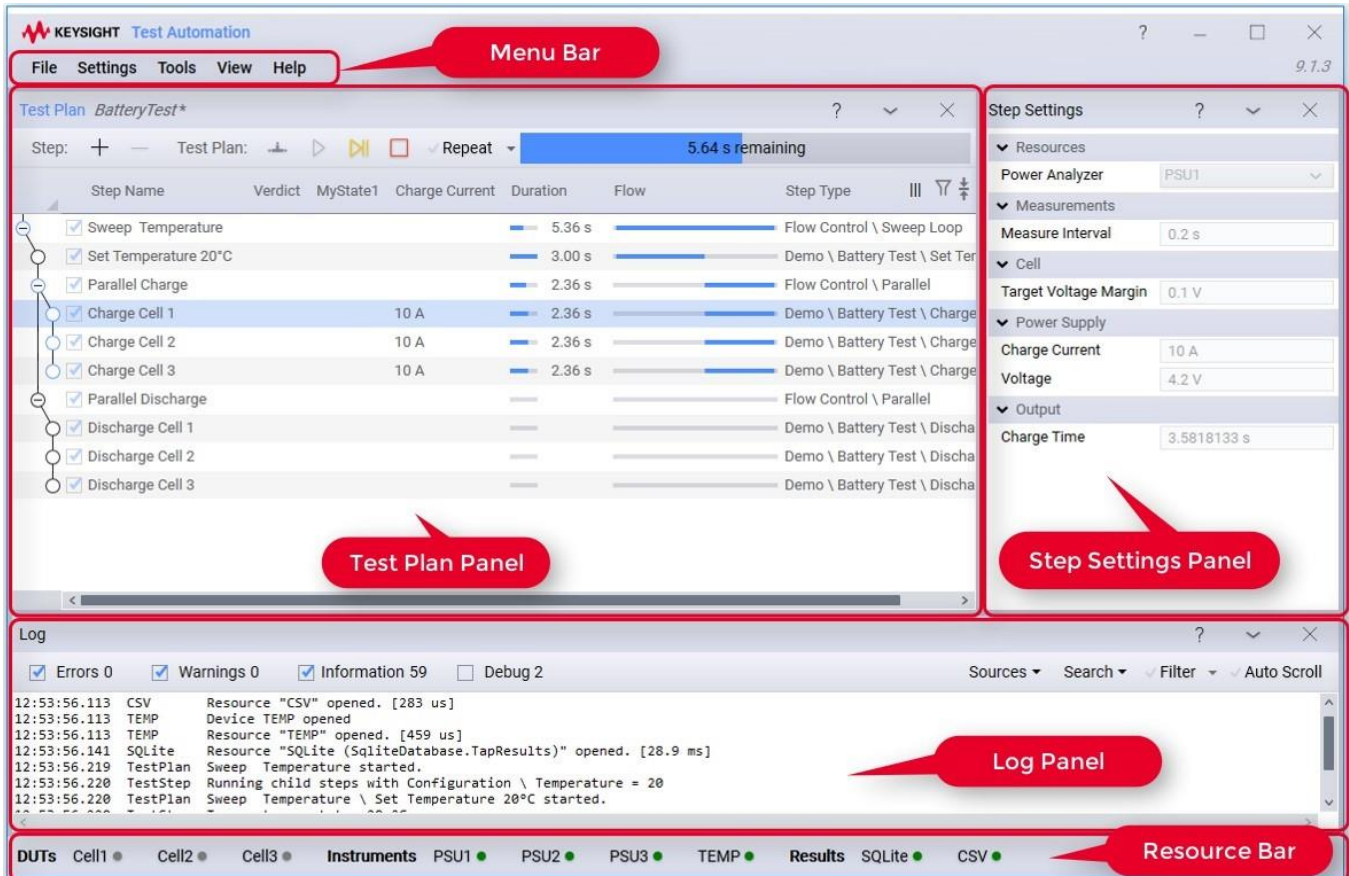 KEYSIGHT Test Automation
?
Menu Bar
File Settings Tools View Help
9.1.3
Test Plan BatteryTest*
?
Step: Test Plan: Repeat 5.64 s remaining
Step Name Verdict MyState1 Charge Current Duration Flow Step Type
Sweep Temperature 5.36 s Flow Control \ Sweep Loop
Set Temperature 20°C 3.00 s Demo \ Battery Test \ Set Ter
Parallel Charge 2.36 s Flow Control \ Parallel
Charge Cell 1 10 A 2.36 s Demo \ Battery Test \ Charge
Charge Cell 2 10 A 2.36 s Demo \ Battery Test \ Charge
Charge Cell 3 10 A 2.36 s Demo \ Battery Test \ Charge
Parallel Discharge Flow Control \ Parallel
Discharge Cell 1 Demo \ Battery Test \ Discha
Discharge Cell 2 Demo \ Battery Test \ Discha
Discharge Cell 3 Demo \ Battery Test \ Discha
Test Plan Panel
Step Settings ?
Resources
Power Analyzer PSU1
Measurements
Measure Interval 0.2 s
Cell
Target Voltage Margin 0.1 V
Power Supply
Charge Current 10 A
Voltage 4.2 V
Output
Charge Time 3.5818133 s
Step Settings Panel
Log ?
Errors 0 Warnings 0 Information 59 Debug 2 Sources Search Filter Auto Scroll
12:53:56.113 CSV Resource "CSV" opened. [283 us]
12:53:56.113 TEMP Device TEMP opened
12:53:56.113 TEMP Resource "TEMP" opened. [459 us]
12:53:56.141 SQLite Resource "SQLite (SqliteDatabase.TapResults)" opened. [28.9 ms]
12:53:56.219 TestPlan Sweep Temperature started.
12:53:56.220 TestStep Running child steps with Configuration \ Temperature = 20
12:53:56.220 TestPlan Sweep Temperature \ Set Temperature 20°C started.
Log Panel
DUTs Cell1 Cell2 Cell3 Instruments PSU1 PSU2 PSU3 TEMP Results SQLite CSV
Resource Bar